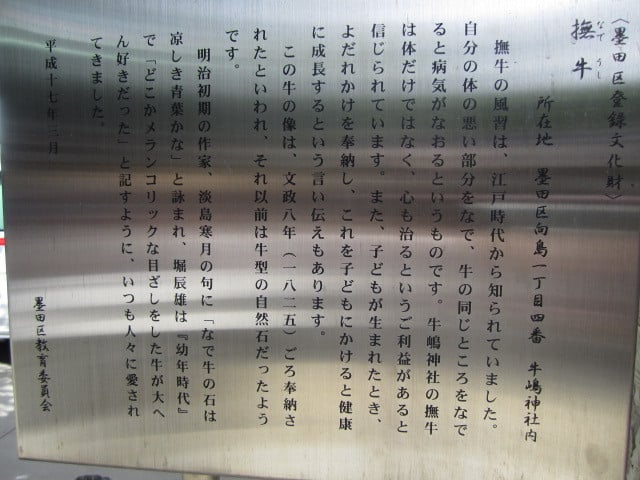 〈墨田区登録文化財〉
撫牛
なでうし
所在地 墨田区向島一丁目四番 牛嶋神社内
撫牛の風習は、江戸時代から知られていました。
自分の体の悪い部分をなで、牛の同じところをなで
ると病気がなおるというものです。牛嶋神社の撫牛
は体だけではなく、心も治るというご利益があると
信じられています。また、子どもが生まれたとき、
よだれかけを奉納し、これを子どもにかけると健康
に成長するという言い伝えもあります。
この牛の像は、文政八年(一八二五)ごろ奉納さ
れたといわれ、それ以前は牛型の自然石だったよう
です。
明治初期の作家、淡島寒月の句に「なで牛の石は
涼しき青葉かな」と詠まれ、堀辰雄は『幼年時代』
で「どこかメランコリックな目ざしをした牛が大へ
ん好きだった」と記すように、いつも人々に愛され
てきました。
平成十七年三月
墨田区教育委員会